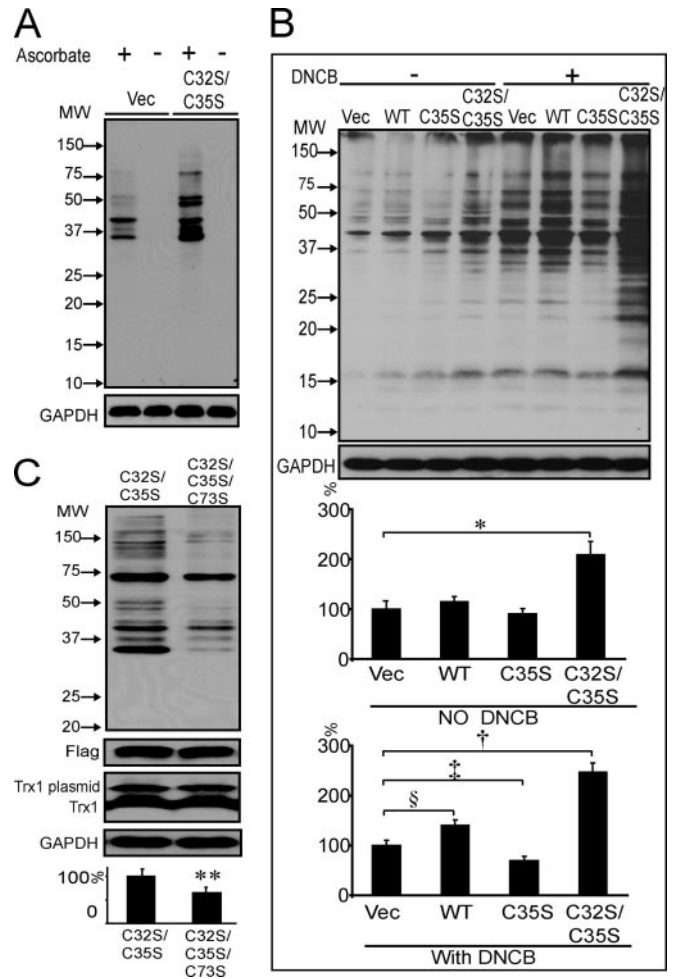 A
Ascorbate + - + -
Vec C32S/
C35S
MW
150
75
50
37
25
20
15
10
GAPDH
B
DNCB - +
C32S/ C32S/
Vec WT C35S C35S Vec WT C35S C35S
MW
150
75
50
37
25
20
15
10
GAPDH
%
300
200
100
0
*
Vec WT C35S C32S/
C35S
NO DNCB
%
300
200
100
0
†
‡
§
Vec WT C35S C32S/
C35S
With DNCB
C
C32S/
C35S
C32S/
C35S/
C73S
MW
150
75
50
37
25
20
Flag
Trx1 plasmid
Trx1
GAPDH
100%
0
**
C32S/
C35S
C32S/
C35S/
C73S